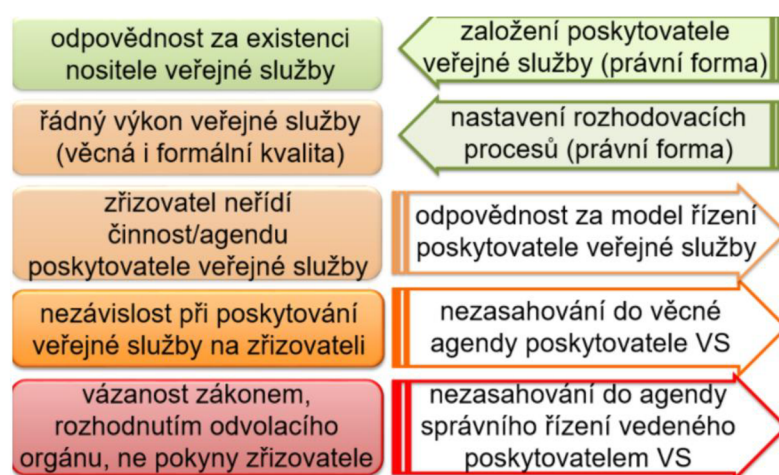 odpovědnost za existenci
nositele veřejné služby
založení poskytovatele
veřejné služby (právní forma)
řádný výkon veřejné služby
(věcná i formální kvalita)
nastavení rozhodovacích
procesů (právní forma)
zřizovatel neřídí
činnost/agendu
poskytovatele veřejné služby
odpovědnost za model řízení
poskytovatele veřejné služby
nezávislost při poskytování
veřejné služby na zřizovateli
nezasahování do věcné
agendy poskytovatele VS
vázanost zákonem,
rozhodnutím odvolacího
orgánu, ne pokyny zřizovatele
nezasahování do agendy
správního řízení vedeného
poskytovatelem VS